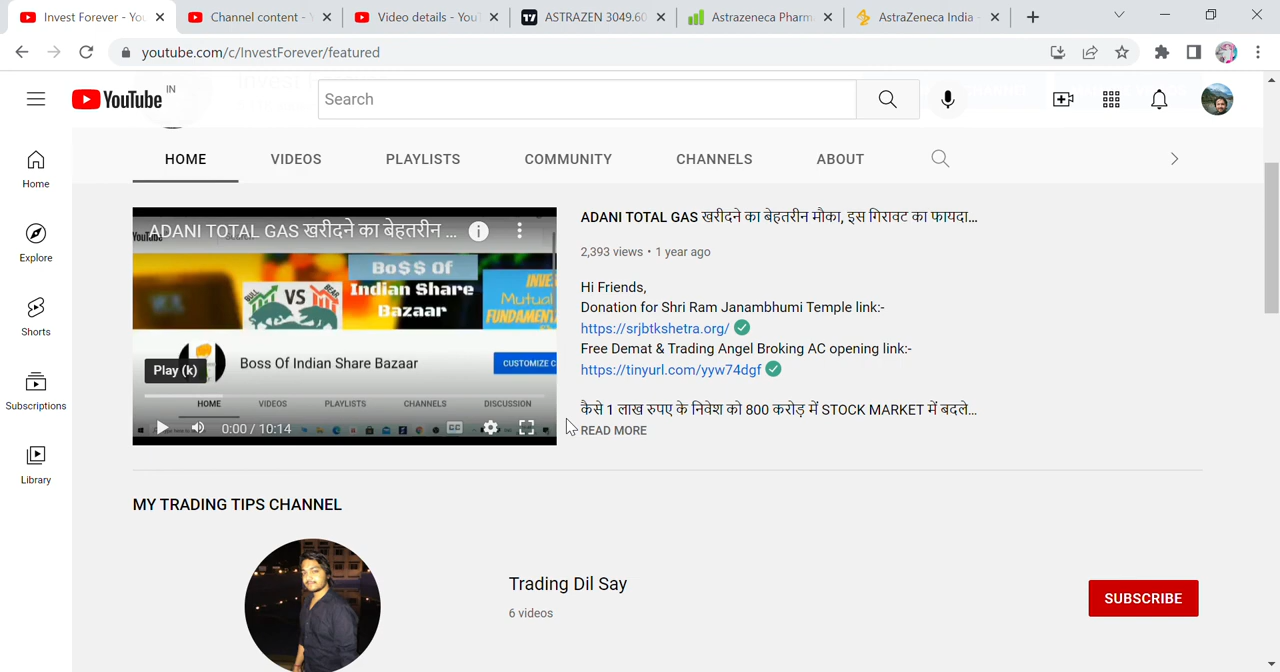 Invest Forever - You
Channel content - Y
Video details - YouT
ASTRAZEN 3049.60
Astrazeneca Pharm
AstraZeneca India -
youtube.com/c/InvestForever/featured
YouTube IN
Search
HOME VIDEOS PLAYLISTS COMMUNITY CHANNELS ABOUT
Home
Explore
Shorts
Subscriptions
Library
ADANI TOTAL GAS खरीदने का बेहतरीन ...
Bo$$ Of
Indian Share
Bazaar
VS
INVE
Mutual
FUNDAMENTA
Boss Of Indian Share Bazaar
CUSTOMIZE C
Play (k)
HOME VIDEOS PLAYLISTS CHANNELS DISCUSSION
0:00 / 10:14
ADANI TOTAL GAS खरीदने का बेहतरीन मौका, इस गिरावट का फायदा...
2,393 views • 1 year ago
Hi Friends,
Donation for Shri Ram Janambhumi Temple link:-
https://srjbtkshetra.org/
Free Demat & Trading Angel Broking AC opening link:-
https://tinyurl.com/yyw74dgf
कैसे 1 लाख रुपए के निवेश को 800 करोड़ में STOCK MARKET में बदले...
READ MORE
MY TRADING TIPS CHANNEL
Trading Dil Say
6 videos
SUBSCRIBE